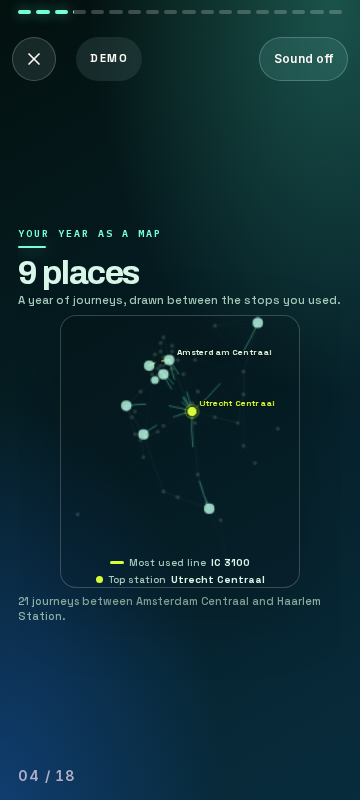 DEMO
Sound off
YOUR YEAR AS A MAP
9 places
A year of journeys, drawn between the stops you used.
Amsterdam Centraal
Utrecht Centraal
Most used line IC 3100
Top station Utrecht Centraal
21 journeys between Amsterdam Centraal and Haarlem
Station.
04 / 18